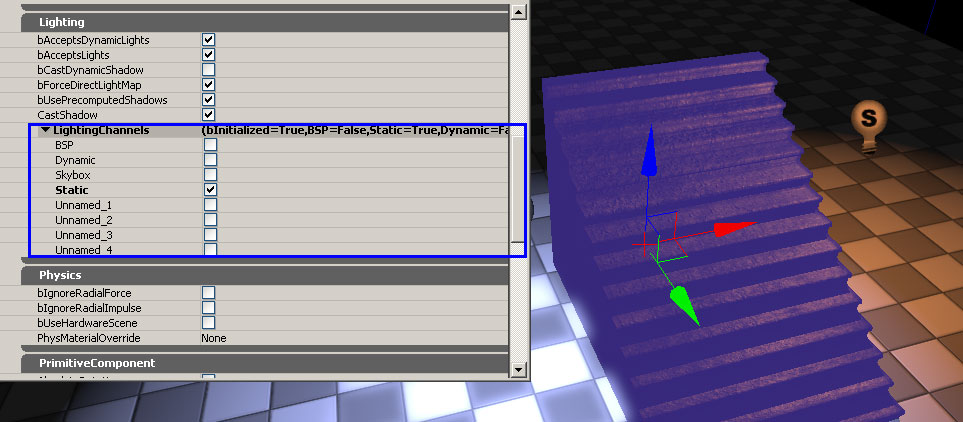 Lighting
bAcceptsDynamicLights
bAcceptsLights
bCastDynamicShadow
bForceDirectLightMap
bUsePrecomputedShadows
CastShadow
LightingChannels (bInitialized=True,BSP=False,Static=True,Dynamic=Fa
BSP
Dynamic
Skybox
Static
Unnamed_1
Unnamed_2
Unnamed_3
Unnamed_4
Physics
bIgnoreRadialForce
bIgnoreRadialImpulse
bUseHardwareScene
PhysMaterialOverride None
PrimitiveComponent
S